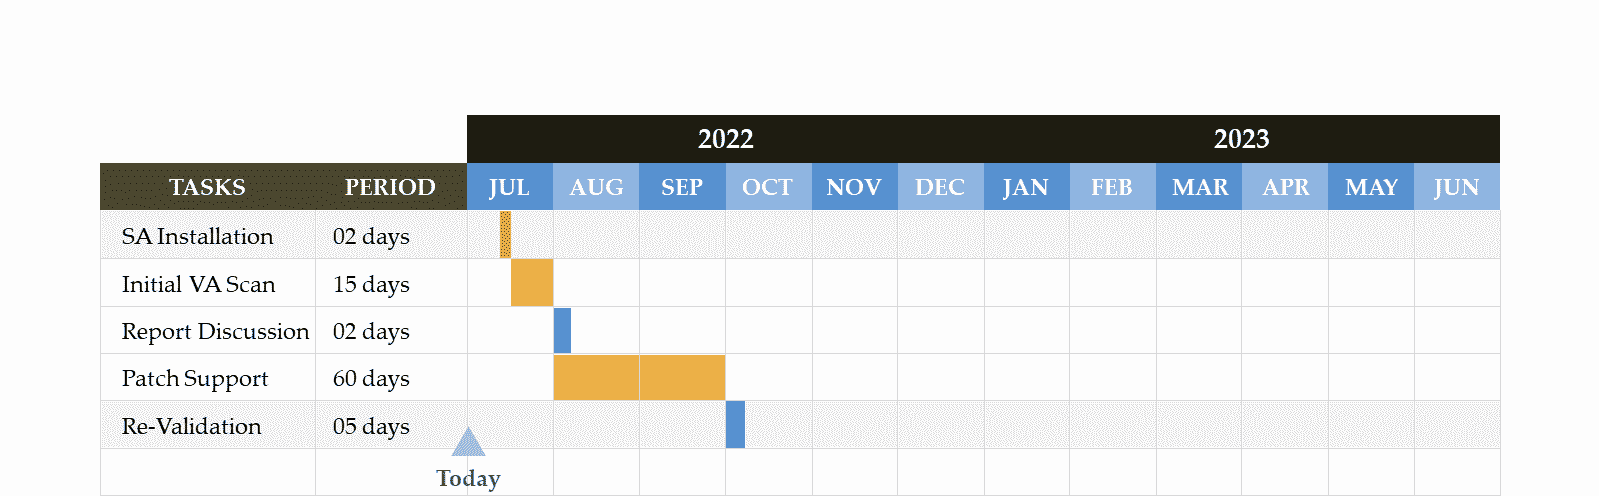 2022 2023
TASKS PERIOD JUL AUG SEP OCT NOV DEC JAN FEB MAR APR MAY JUN
SA Installation 02 days
Initial VA Scan 15 days
Report Discussion 02 days
Patch Support 60 days
Re-Validation 05 days
Today